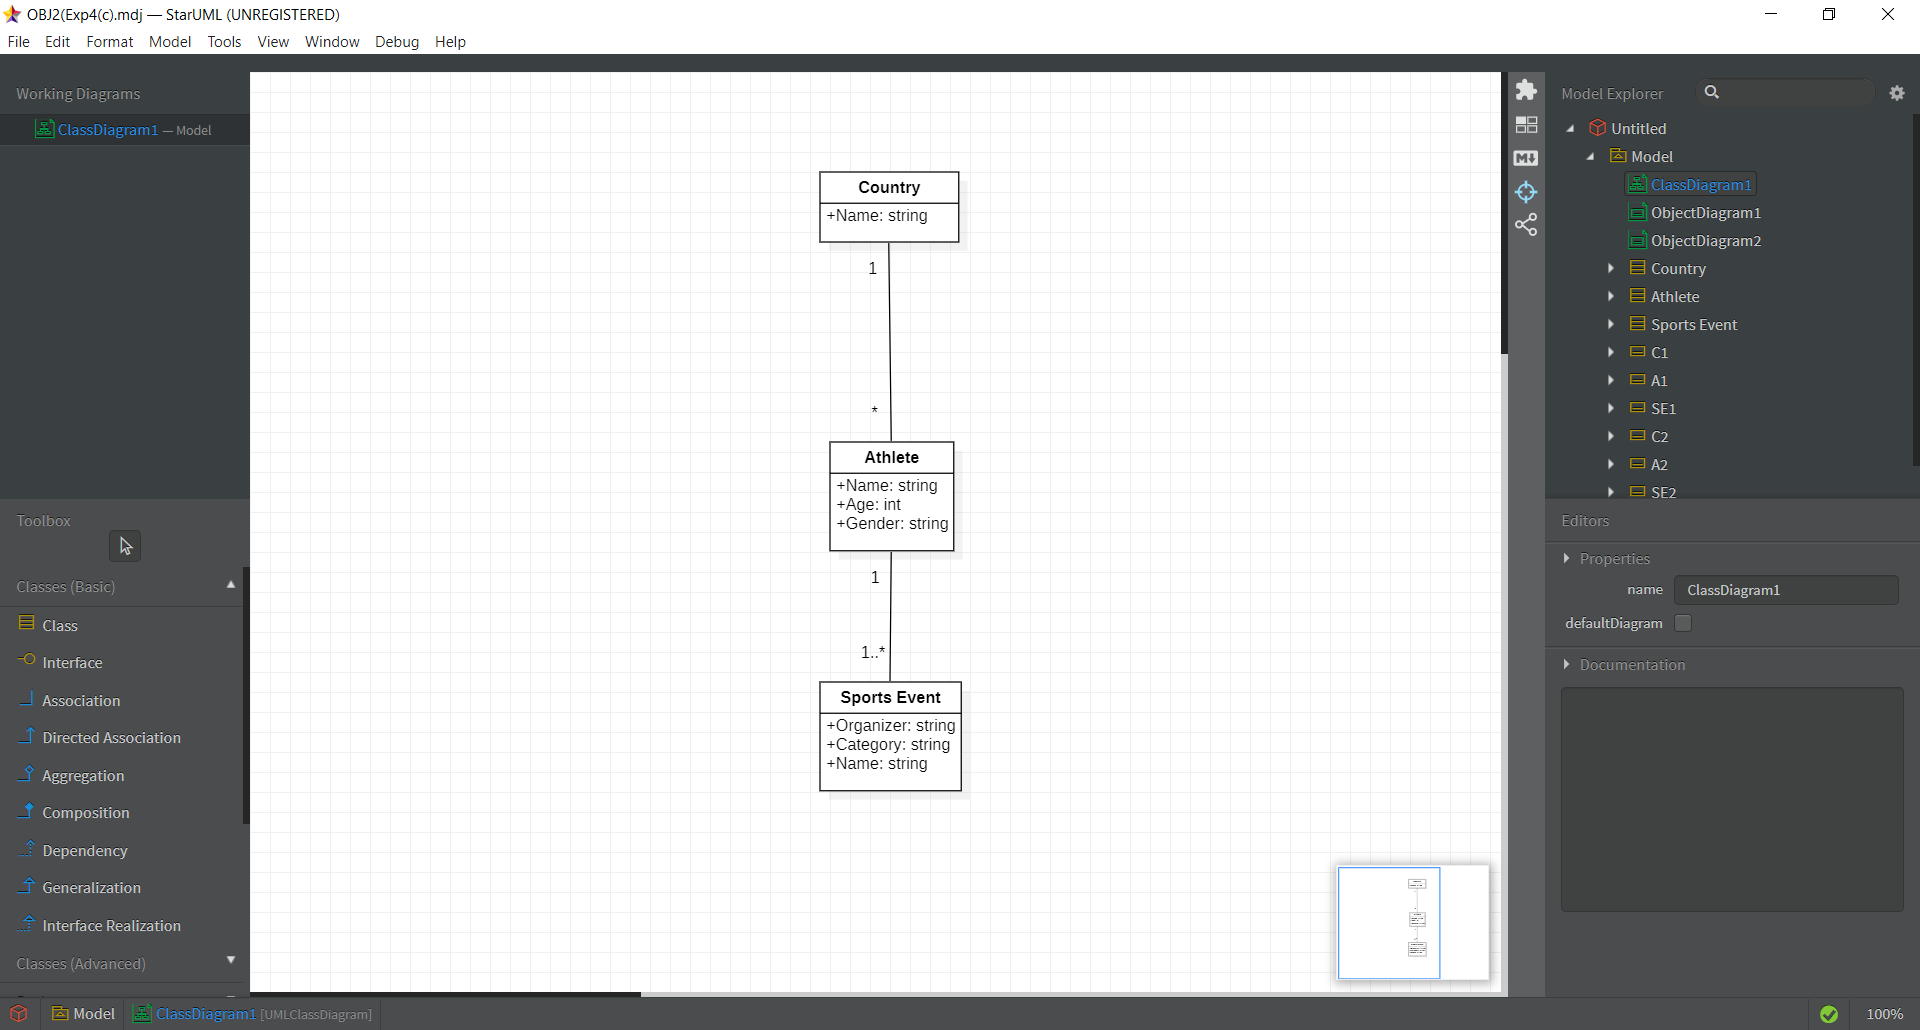 OBJ2(Exp4(c).mdj — StarUML (UNREGISTERED)
File Edit Format Model Tools View Window Debug Help
Working Diagrams
ClassDiagram1 — Model
Toolbox
Classes (Basic)
Class
Interface
Association
Directed Association
Aggregation
Composition
Dependency
Generalization
Interface Realization
Classes (Advanced)
Country
+Name: string
1
*
Athlete
+Name: string
+Age: int
+Gender: string
1
1..*
Sports Event
+Organizer: string
+Category: string
+Name: string
M
Model Explorer
Untitled
Model
ClassDiagram1
ObjectDiagram1
ObjectDiagram2
Country
Athlete
Sports Event
C1
A1
SE1
C2
A2
SE2
Editors
Properties
name ClassDiagram1
defaultDiagram
Documentation
Model ClassDiagram1 [UMLClassDiagram]
100%